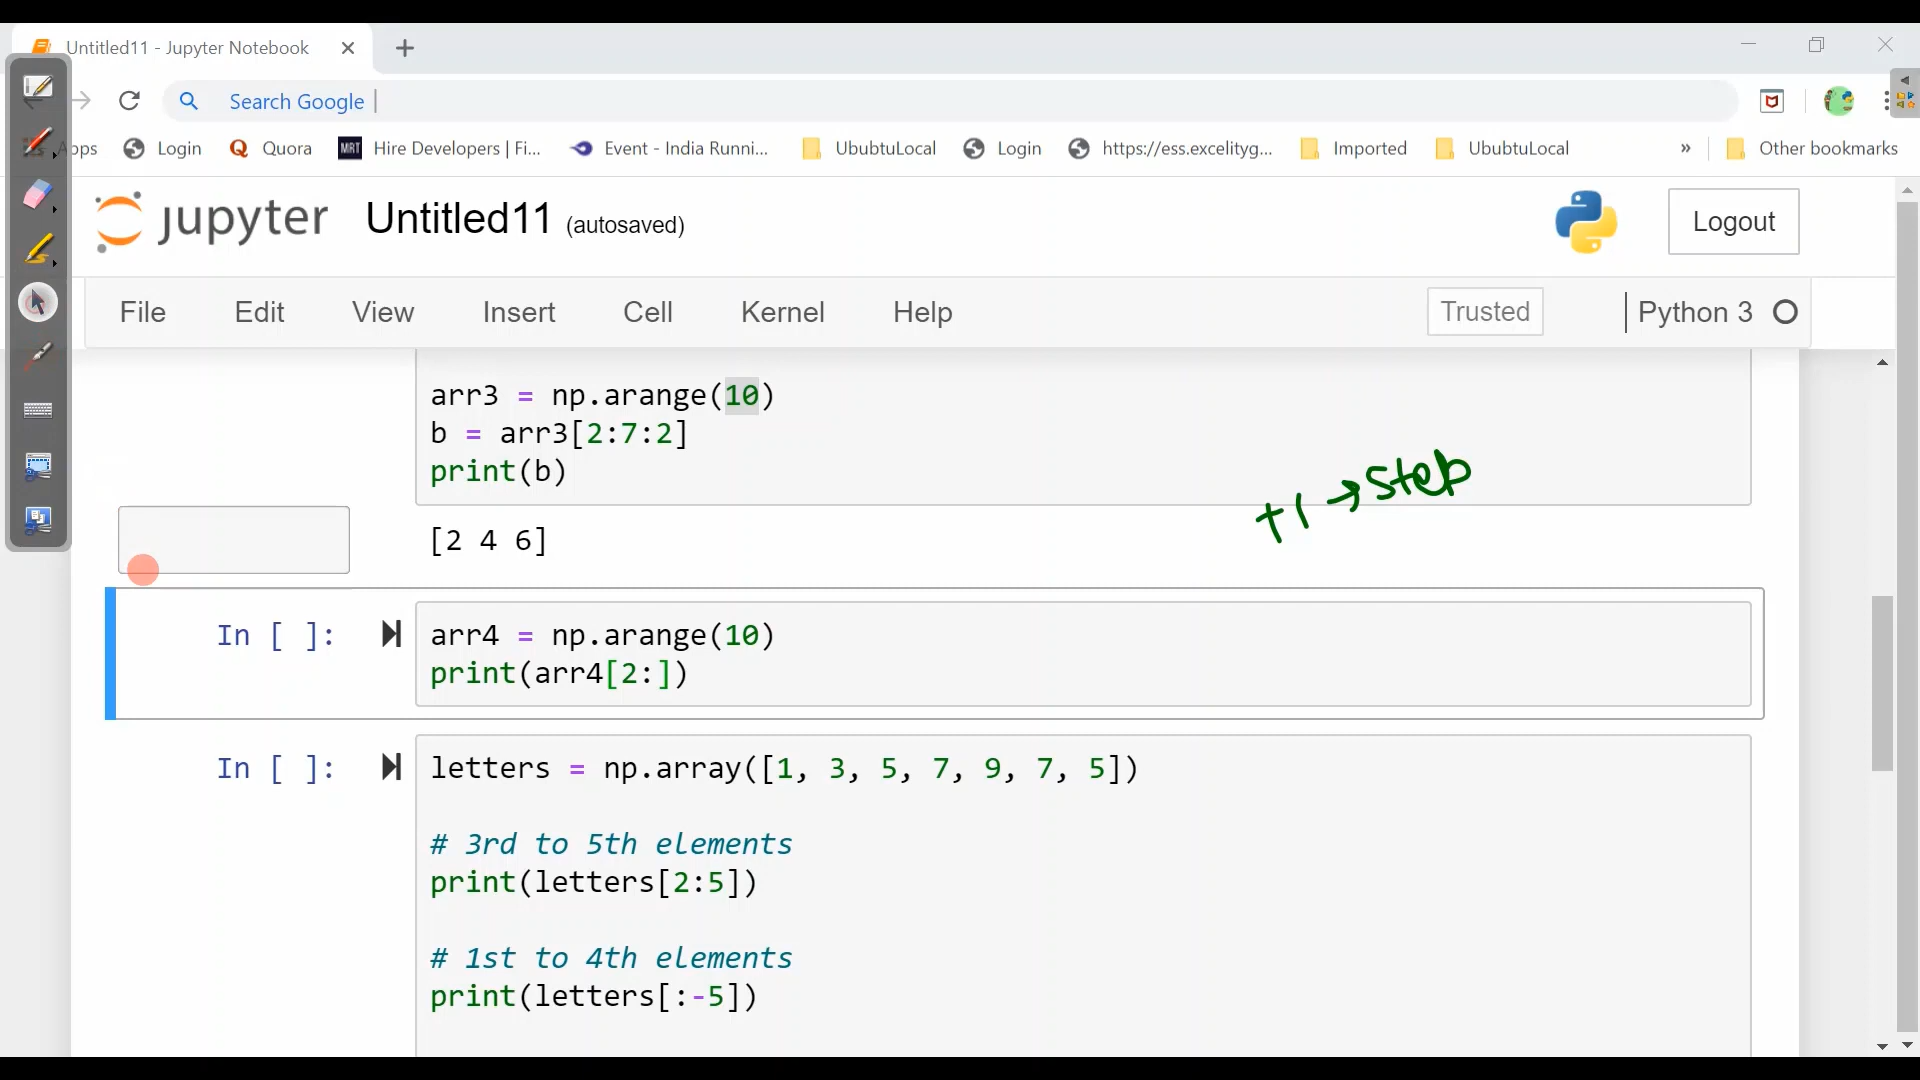 Untitled11 - Jupyter Notebook
Search Google
Apps Login Quora MRT Hire Developers | Fi... Event - India Runni... UbubtuLocal Login https://ess.excelityg... Imported UbubtuLocal » Other bookmarks
jupyter Untitled11 (autosaved) Logout
File Edit View Insert Cell Kernel Help Trusted Python 3
arr3 = np.arange(10)
b = arr3[2:7:2]
print(b)
+1 → Step
[2 4 6]
In [ ]: arr4 = np.arange(10)
print(arr4[2:])
In [ ]: letters = np.array([1, 3, 5, 7, 9, 7, 5])
# 3rd to 5th elements
print(letters[2:5])
# 1st to 4th elements
print(letters[:-5])